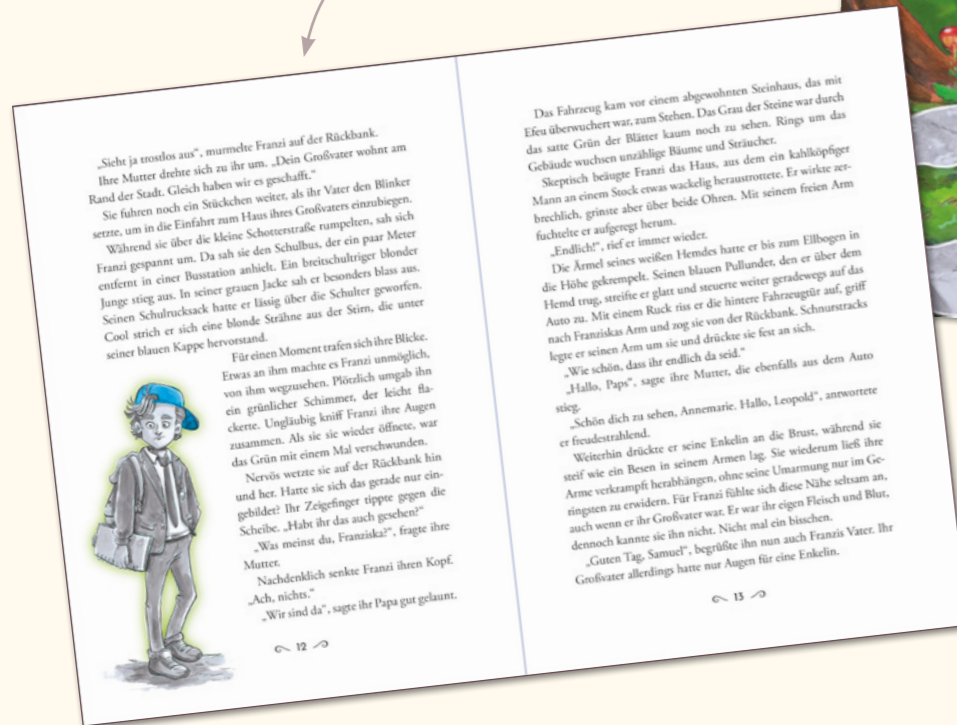 „Sieht ja trostlos aus“, murmelte Franzi auf der Rückbank.
Ihre Mutter drehte sich zu ihr um. „Dein Großvater wohnt am
Rand der Stadt. Gleich haben wir es geschafft.“
Sie fuhren noch ein Stückchen weiter, als ihr Vater den Blinker
setzte, um in die Einfahrt zum Haus ihres Großvaters einzubiegen.
Während sie über die kleine Schotterstraße rumpelten, sah sich
Franzi gespannt um. Da sah sie den Schulbus, der ein paar Meter
entfernt in einer Busstation anhielt. Ein breitschultriger blonder
Junge stieg aus. In seiner grauen Jacke sah er besonders blass aus.
Seinen Schulrucksack hatte er lässig über die Schulter geworfen.
Cool strich er sich eine blonde Strähne aus der Stirn, die unter
seiner blauen Kappe hervorstand.
Für einen Moment trafen sich ihre Blicke.
Etwas an ihm machte es Franzi unmöglich,
von ihm wegzusehen. Plötzlich umgab ihn
ein grünlicher Schimmer, der leicht fla-
ckerte. Ungläubig kniff Franzi ihre Augen
zusammen. Als sie sie wieder öffnete, war
das Grün mit einem Mal verschwunden.
Nervös wetzte sie auf der Rückbank hin
und her. Hatte sie sich das gerade nur ein-
gebildet? Ihr Zeigefinger tippte gegen die
Scheibe. „Habt ihr das auch gesehen?“
„Was meinst du, Franziska?“, fragte ihre
Mutter.
Nachdenklich senkte Franzi ihren Kopf.
„Ach, nichts.“
„Wir sind da“, sagte ihr Papa gut gelaunt.
12
Das Fahrzeug kam vor einem abgewohnten Steinhaus, das mit
Efeu überwuchert war, zum Stehen. Das Grau der Steine war durch
das satte Grün der Blätter kaum noch zu sehen. Rings um das
Gebäude wuchsen unzählige Bäume und Sträucher.
Skeptisch beäugte Franzi das Haus, aus dem ein kahlköpfiger
Mann an einem Stock etwas wackelig heraustrottete. Er wirkte zer-
brechlich, grinste aber über beide Ohren. Mit seinem freien Arm
fuchtelte er aufgeregt herum.
„Endlich!“, rief er immer wieder.
Die Ärmel seines weißen Hemdes hatte er bis zum Ellbogen in
die Höhe gekrempelt. Seinen blauen Pullunder, den er über dem
Hemd trug, streifte er glatt und steuerte weiter geradewegs auf das
Auto zu. Mit einem Ruck riss er die hintere Fahrzeugtür auf, griff
nach Franziskas Arm und zog sie von der Rückbank. Schnurstracks
legte er seinen Arm um sie und drückte sie fest an sich.
„Wie schön, dass ihr endlich da seid.“
„Hallo, Paps“, sagte ihre Mutter, die ebenfalls aus dem Auto
stieg.
„Schön dich zu sehen, Annemarie. Hallo, Leopold“, antwortete
er freudestrahlend.
Weiterhin drückte er seine Enkelin an die Brust, während sie
steif wie ein Besen in seinem Armen lag. Sie wiederum ließ ihre
Arme verkrampft herabhängen, ohne seine Umarmung nur im Ge-
ringsten zu erwidern. Für Franzi fühlte sich diese Nähe seltsam an,
auch wenn er ihr Großvater war. Er war ihr eigen Fleisch und Blut,
dennoch kannte sie ihn nicht. Nicht mal ein bisschen.
„Guten Tag, Samuel“, begrüßte ihn nun auch Franzis Vater. Ihr
Großvater allerdings hatte nur Augen für eine Enkelin.
13